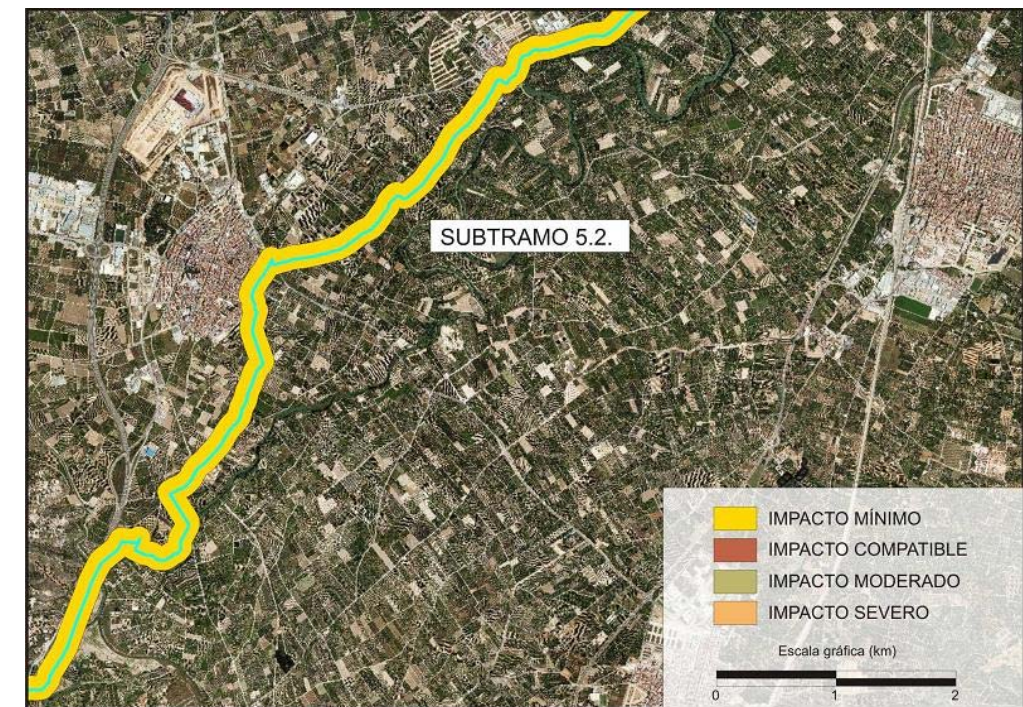 SUBTRAMO 5.2.
IMPACTO MÍNIMO
IMPACTO COMPATIBLE
IMPACTO MODERADO
IMPACTO SEVERO
Escala gráfica (km)
0 1 2